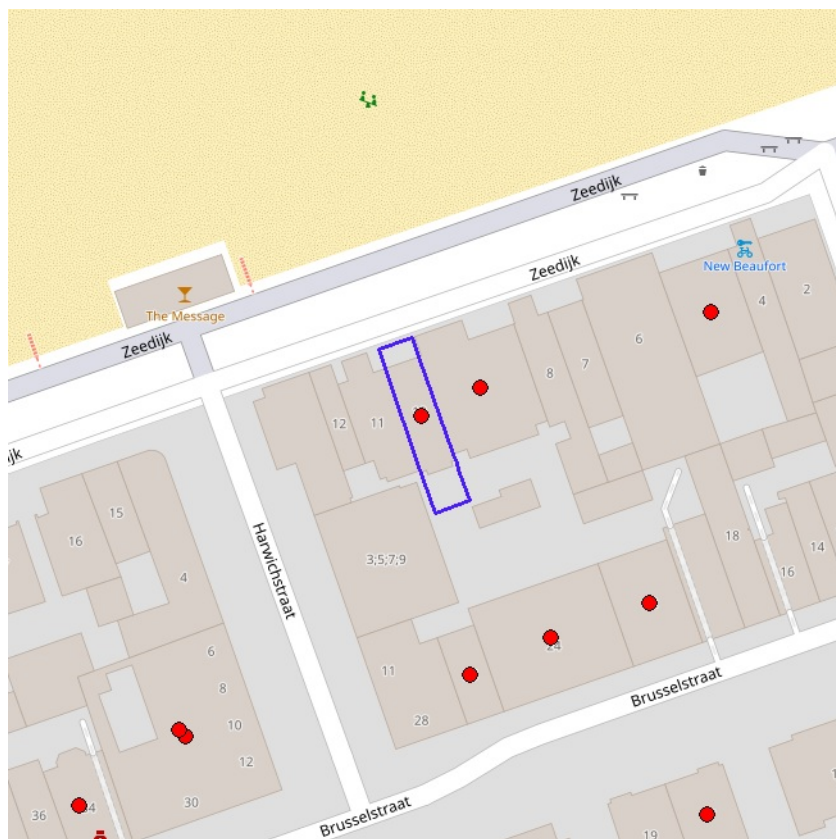 Zeedijk
Zeedijk
New Beaufort
2
4
6
The Message
Zeedijk
7
8
12
11
15
16
3;5;7;9
Harwichstraat
4
18
14
16
6
8
10
12
30
11
28
Brusselstraat
Brusselstraat
36
19